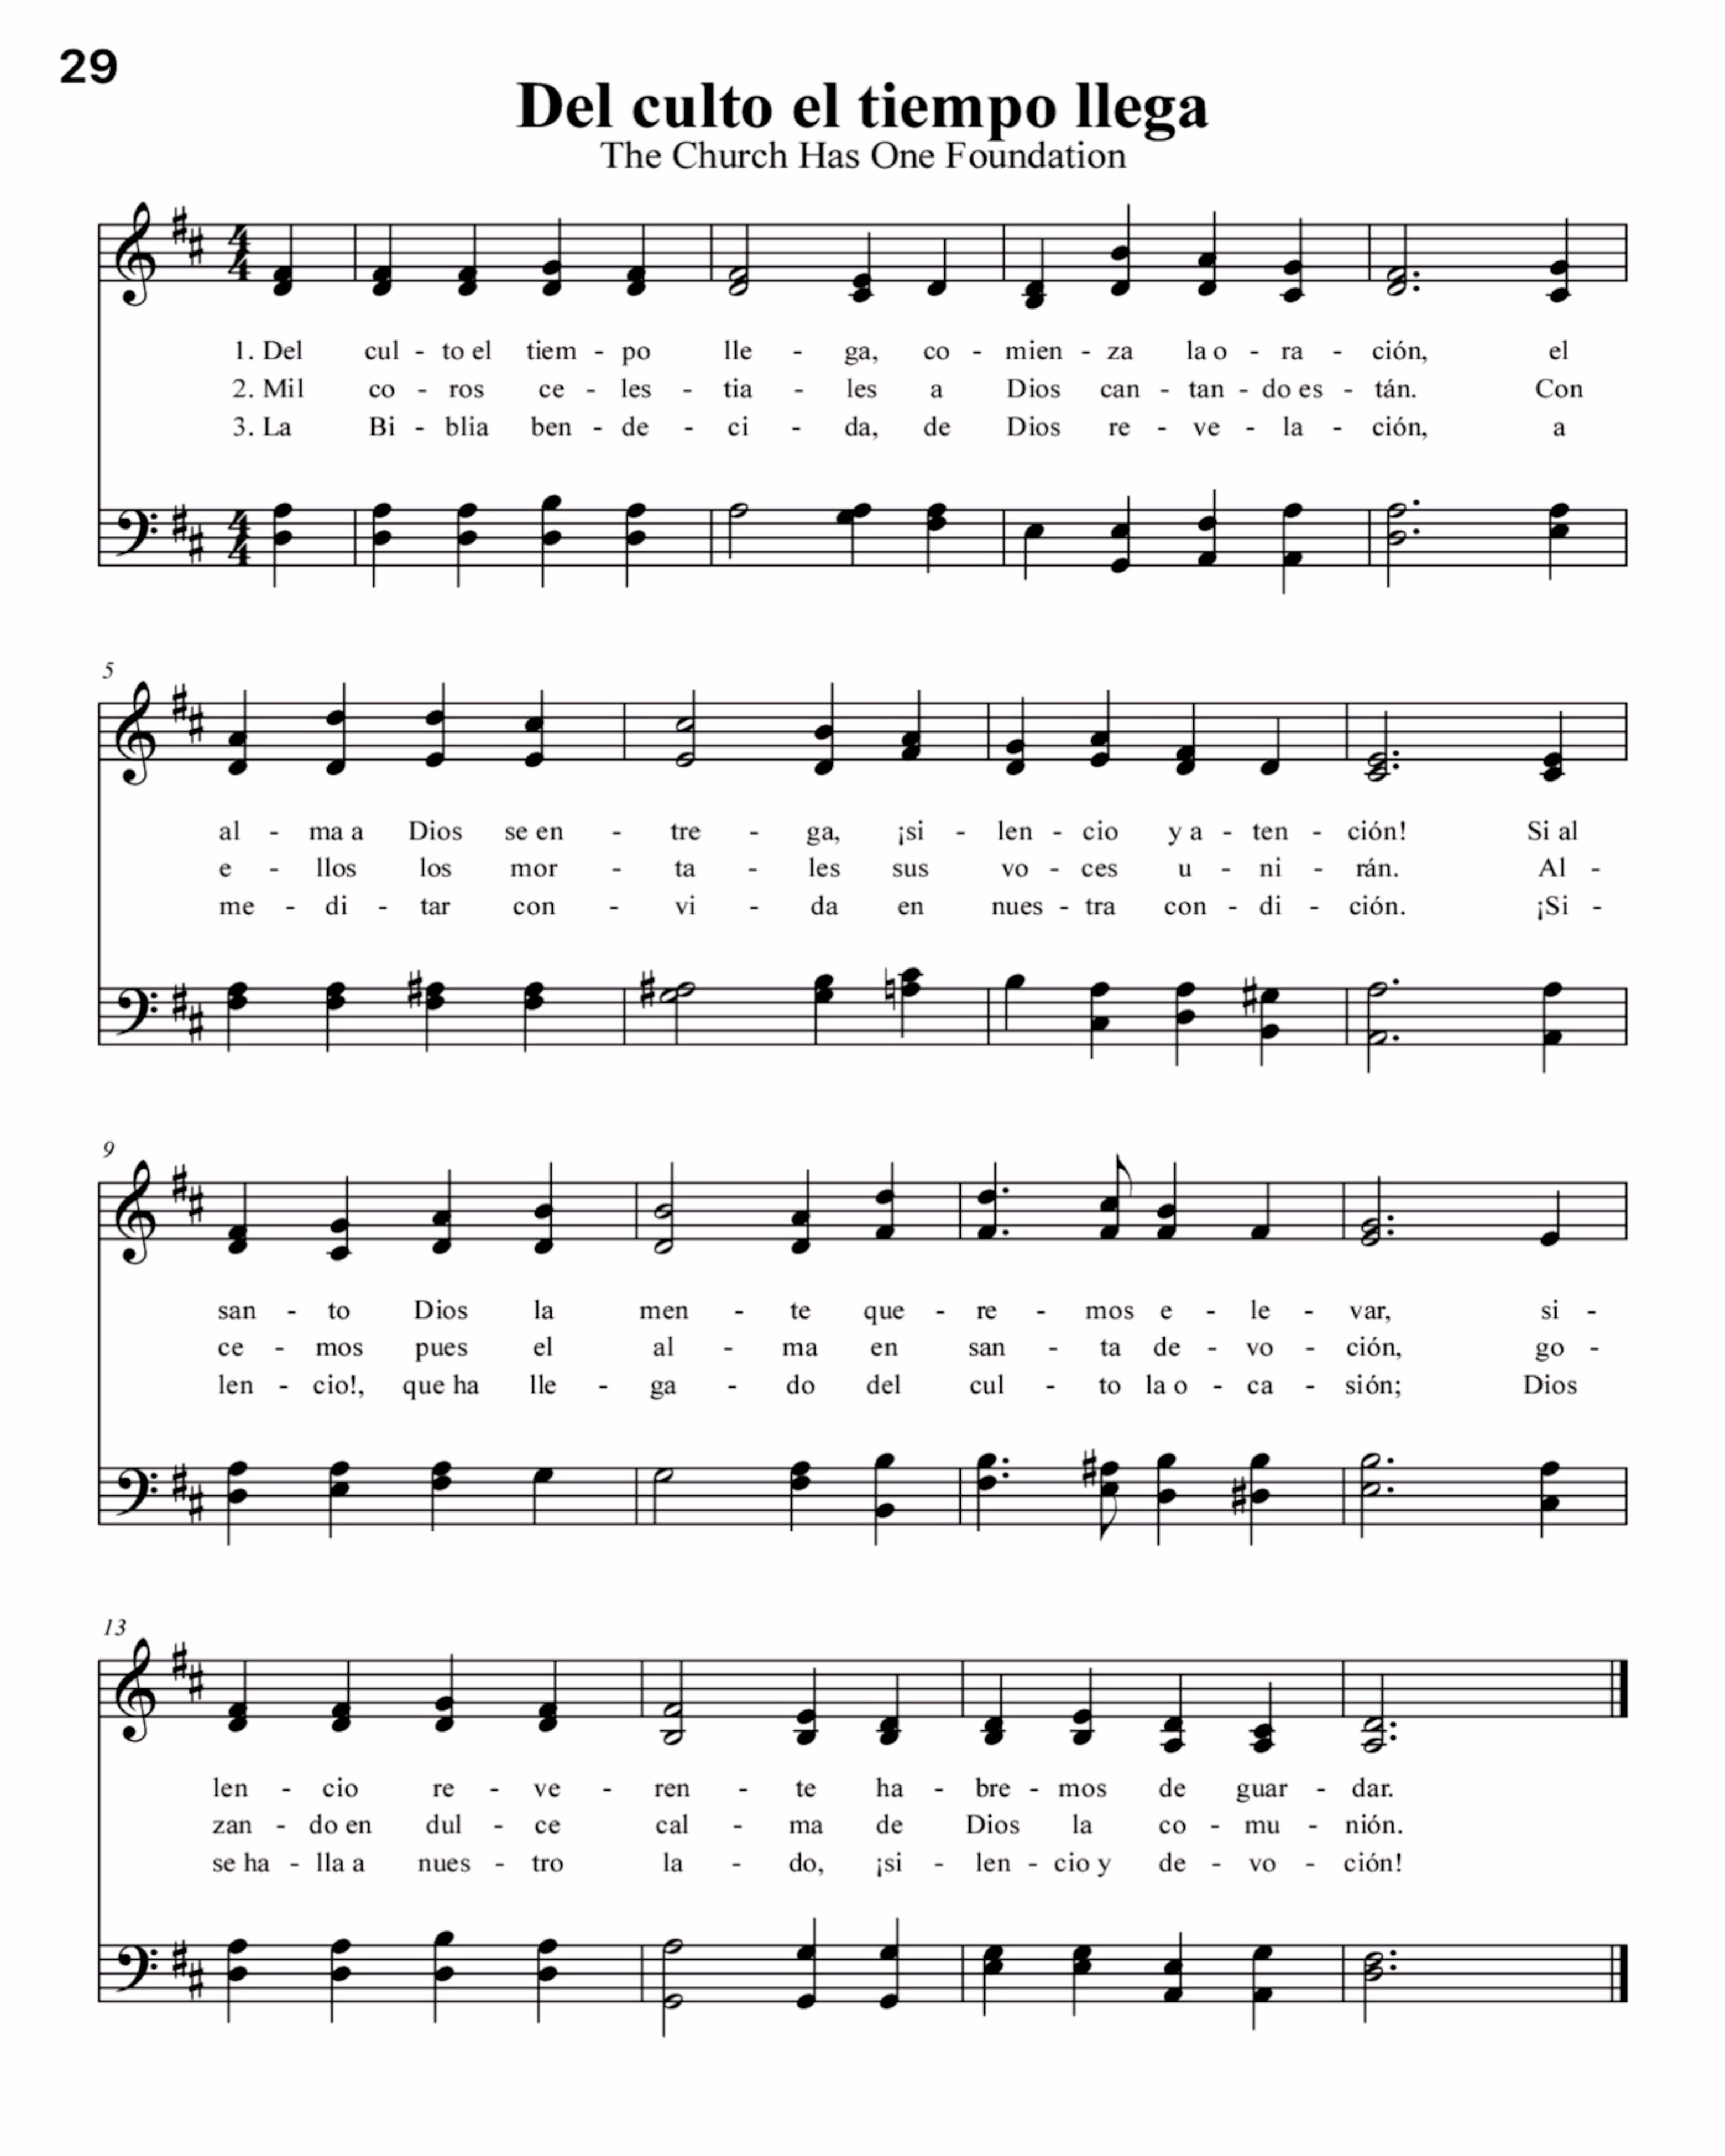 29
Del culto el tiempo llega
The Church Has One Foundation
1. Del cul - to el tiem - po lle - ga, co - mien - za la o - ra - ción, el
2. Mil co - ros ce - les - tia - les a Dios can - tan - do es - tán. Con
3. La Bi - blia ben - de - ci - da, de Dios re - ve - la - ción, a
5
al - ma a Dios se en - tre - ga, ¡si - len - cio y a - ten - ción! Si al
e - llos los mor - ta - les sus vo - ces u - ni - rán. Al -
me - di - tar con - vi - da en nues - tra con - di - ción. ¡Si -
9
san - to Dios la men - te que - re - mos e - le - var, si -
ce - mos pues el al - ma en san - ta de - vo - ción, go -
len - cio!, que ha lle - ga - do del cul - to la o - ca - sión; Dios
13
len - cio re - ve - ren - te ha - bre - mos de guar - dar.
zan - do en dul - ce cal - ma de Dios la co - mu - nión.
se ha - lla a nues - tro la - do, ¡si - len - cio y de - vo - ción!